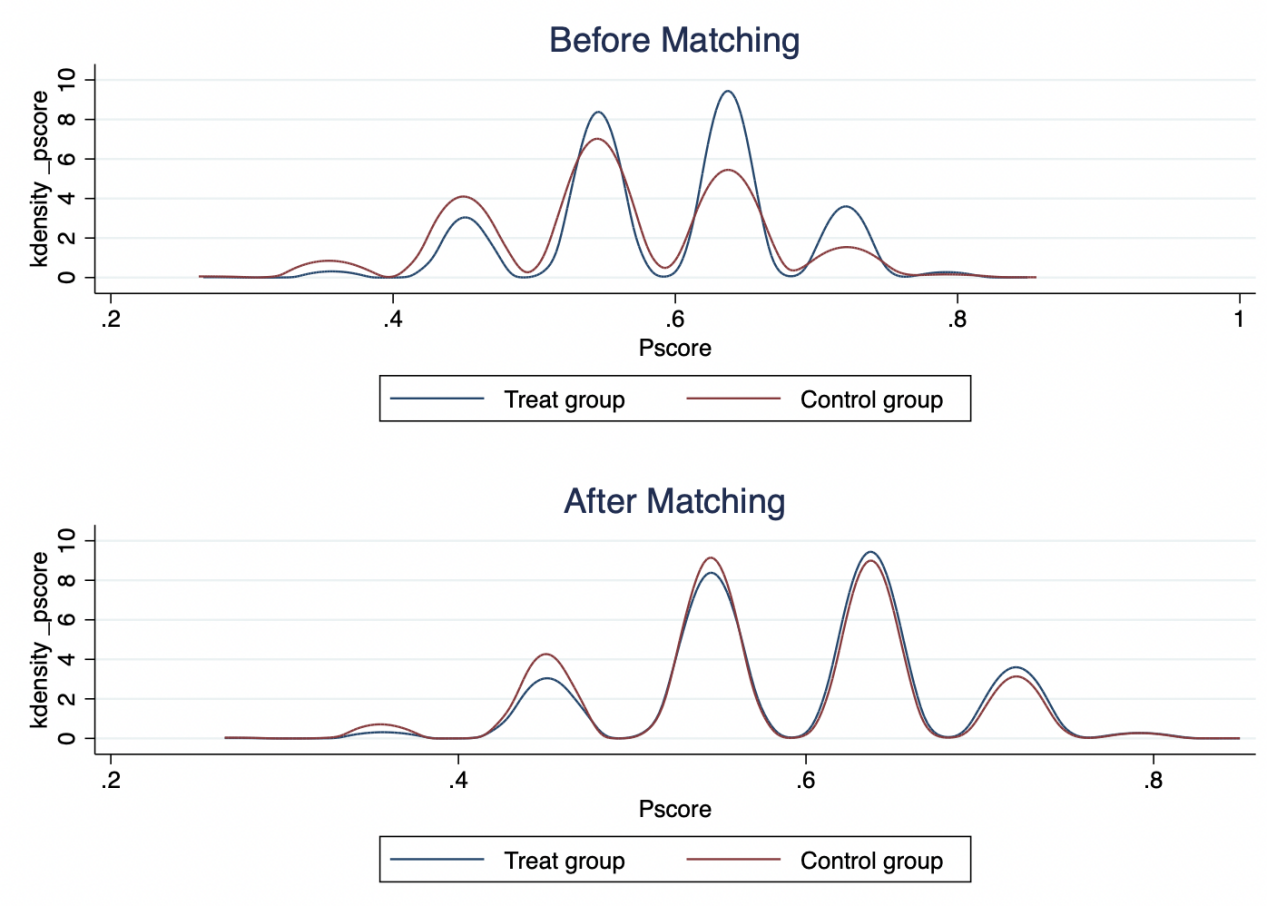 Before Matching
kdensity _pscore
10
8
6
4
2
0
.2 .4 .6 .8 1
Pscore
Treat group Control group
After Matching
kdensity _pscore
10
8
6
4
2
0
.2 .4 .6 .8
Pscore
Treat group Control group